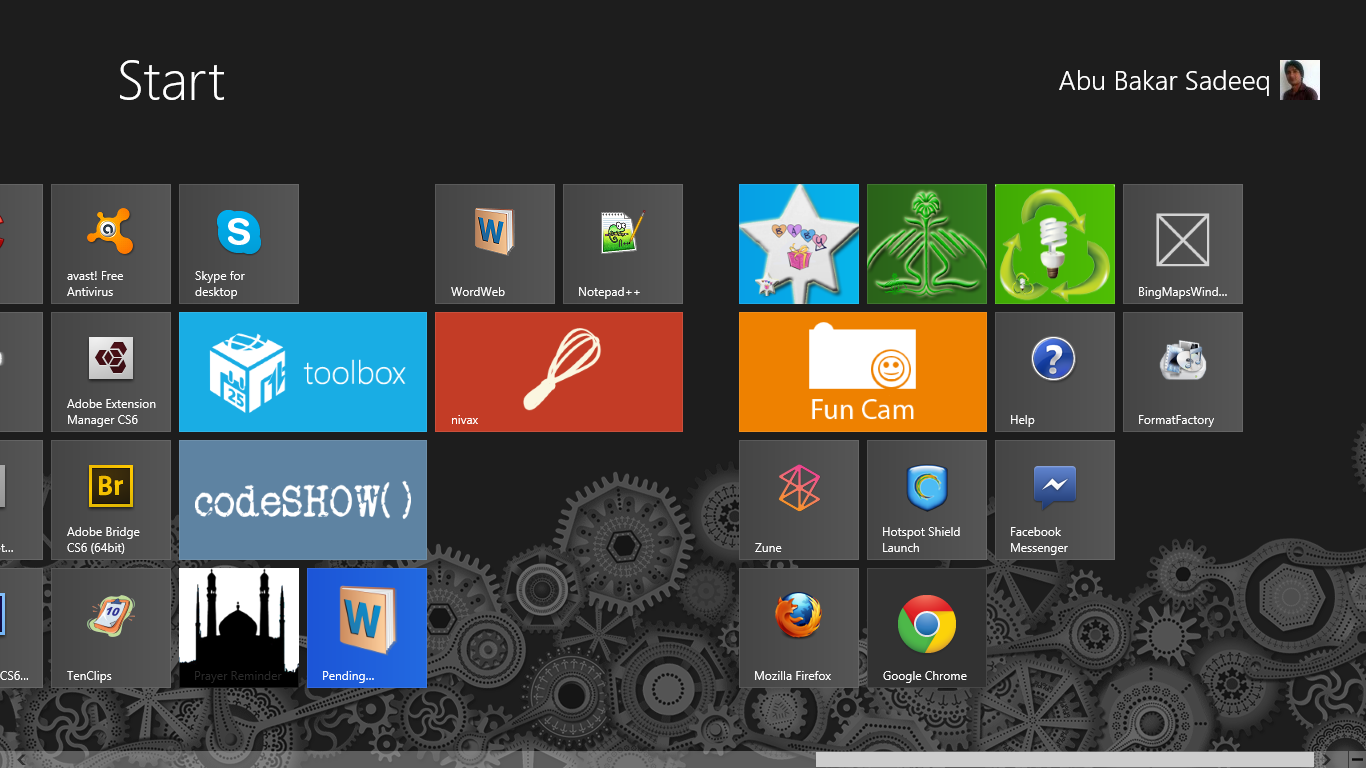 Start
Abu Bakar Sadeeq
avast! Free
Antivirus
Skype for
desktop
WordWeb
Notepad++
BingMapsWind...
Adobe Extension
Manager CS6
toolbox
nivax
Fun Cam
Help
FormatFactory
t...
Br
Adobe Bridge
CS6 (64bit)
codeSHOW( )
Zune
Hotspot Shield
Launch
Facebook
Messenger
CS6...
10
TenClips
Prayer Reminder
W
Pending...
Mozilla Firefox
Google Chrome